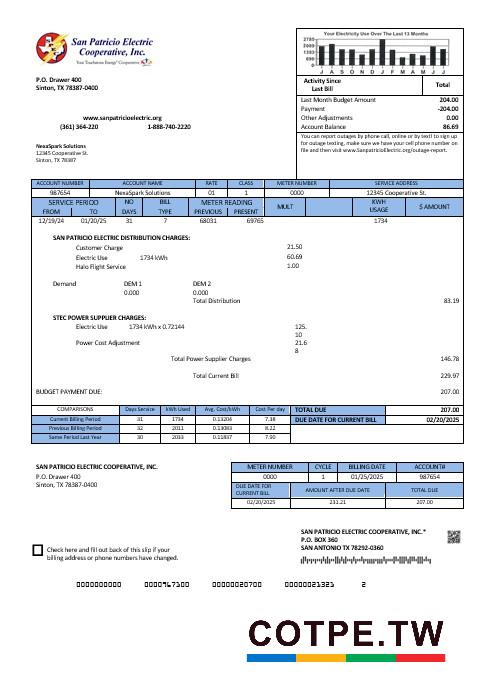 San Patricio Electric
Cooperative, Inc.
Your Touchstone Energy® Cooperative
P.O. Drawer 400
Sinton, TX 78387-0400
www.sanpatricioelectric.org
(361) 364-220 1-888-740-2220
NexaSpark Solutions
12345 Cooperative St.
Sinton, TX 78387
Your Electricity Use Over The Last 13 Months
2750
1300
650
0
J A S O N D J F M A M J J
Activity Since
Last Bill
Total
Last Month Budget Amount 204.00
Payment -204.00
Other Adjustments 0.00
Account Balance 86.69
You can report outages by phone call, online or by text! to sign up
for outage texting, make sure we have your cell phone number on
file and then visit www.SanpatricioElectric.org/outage-report.
ACCOUNT NUMBER ACCOUNT NAME RATE CLASS METER NUMBER SERVICE ADDRESS
987654 NexaSpark Solutions 01 1 0000 12345 Cooperative St.
SERVICE PERIOD NO BILL METER READING MULT KWH $ AMOUNT
FROM TO DAYS TYPE PREVIOUS PRESENT USAGE
12/19/24 01/20/25 31 7 68031 69765 1734
SAN PATRICIO ELECTRIC DISTRIBUTION CHARGES:
Customer Charge 21.50
Electric Use 1734 kWh 60.69
Halo Flight Service 1.00
Demand DEM 1 DEM 2
0.000 0.000
Total Distribution 83.19
STEC POWER SUPPLIER CHARGES:
Electric Use 1734 kWh x 0.72144 125.
10
Power Cost Adjustment 21.6
8
Total Power Supplier Charges 146.78
Total Current Bill 229.97
BUDGET PAYMENT DUE: 207.00
COMPARISONS Days Service kWh Used Avg. Cost/kWh Cost Per day
Current Billing Period 31 1734 0.13204 7.38
Previous Billing Period 32 2011 0.13083 8.22
Same Period Last Year 30 2033 0.11837 7.90
TOTAL DUE 207.00
DUE DATE FOR CURRENT BILL 02/20/2025
SAN PATRICIO ELECTRIC COOPERATIVE, INC.
P.O. Drawer 400
Sinton, TX 78387-0400
METER NUMBER CYCLE BILLING DATE ACCOUNT#
0000 1 01/25/2025 987654
DUE DATE FOR
CURRENT BILL
AMOUNT AFTER DUE DATE TOTAL DUE
02/20/2025 231.21 207.00
SAN PATRICIO ELECTRIC COOPERATIVE, INC.*
P.O. BOX 360
SAN ANTONIO TX 78292-0360
Check here and fill out back of this slip if your
billing address or phone numbers have changed.
0000000000 0000967100 00000020700 00000021321 2
COTPE.TW